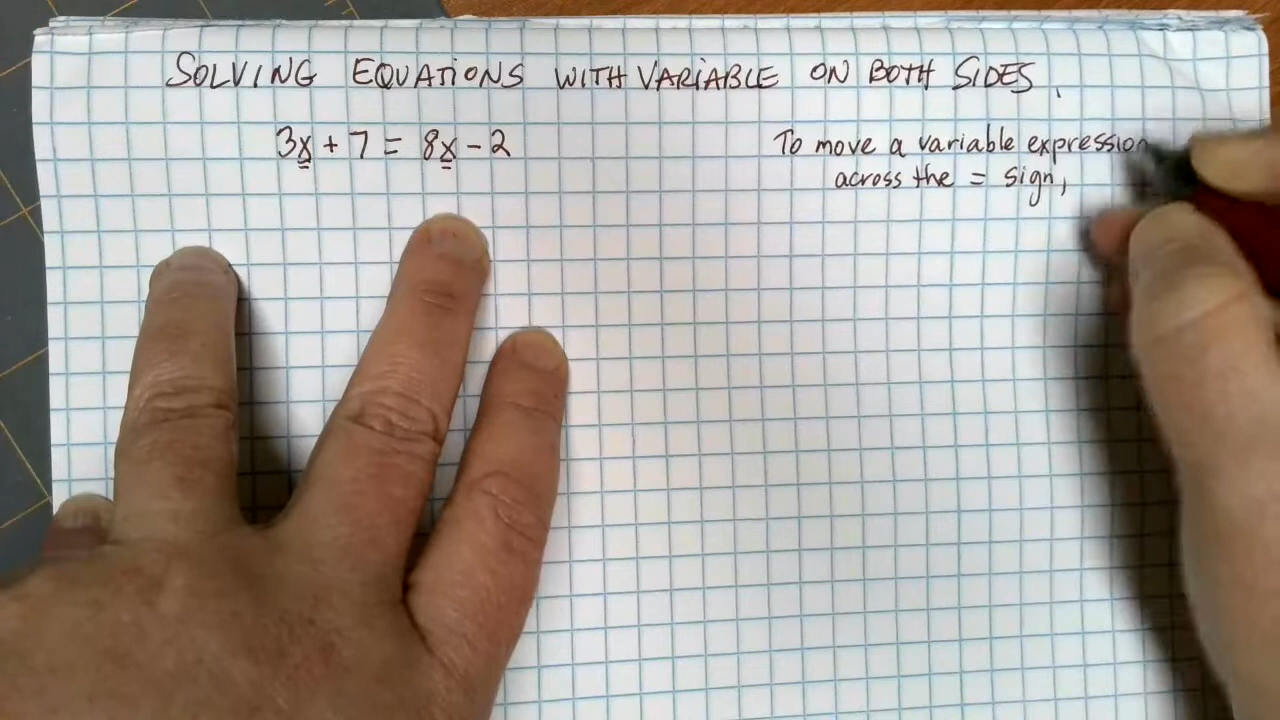 SOLVING EQUATIONS WITH VARIABLE ON BOTH SIDES.
3x + 7 = 8x - 2
To move a variable expression
across the = sign,